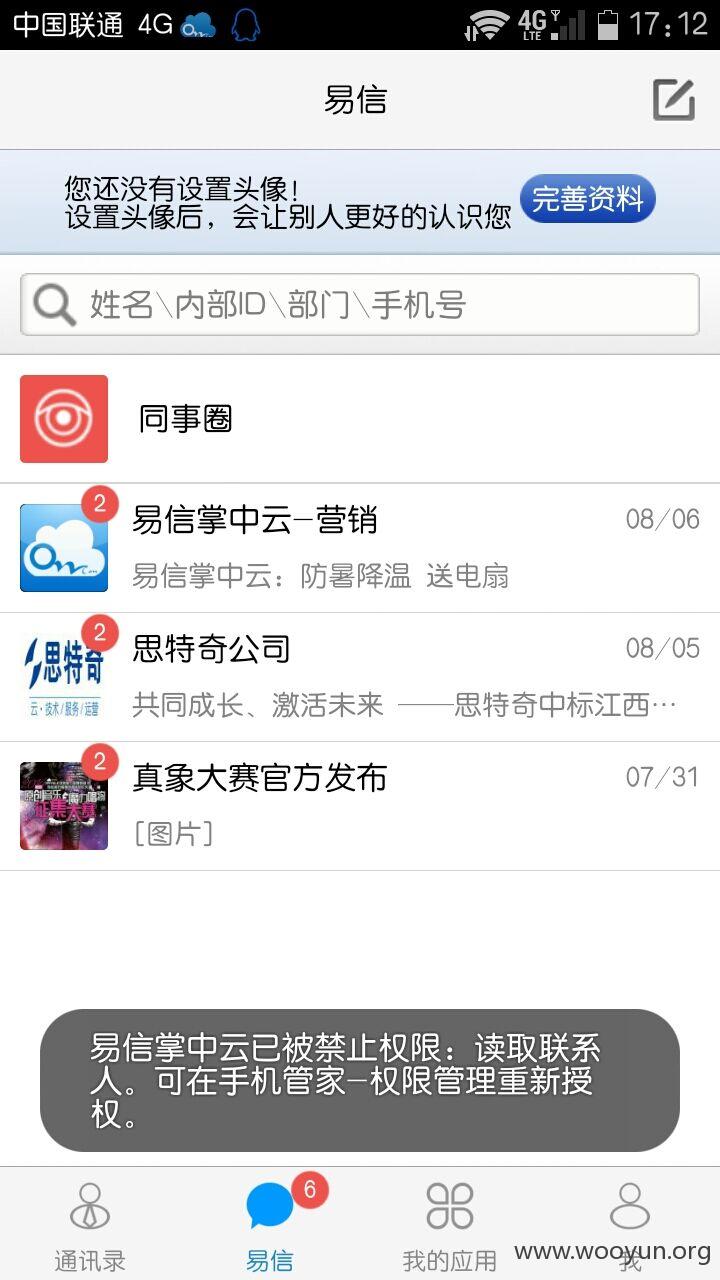 中国联通 4G 4G LTE 17:12
易信
您还没有设置头像！
设置头像后，会让别人更好的认识您
完善资料
姓名\内部ID\部门\手机号
同事圈
2
易信掌中云-营销 08/06
易信掌中云：防暑降温 送电扇
2
思特奇
云·技术/服务/运营
思特奇公司 08/05
共同成长、激活未来 ——思特奇中标江西…
2
征集大赛
真象大赛官方发布 07/31
[图片]
易信掌中云已被禁止权限：读取联系
人。可在手机管家-权限管理重新授
权。
6
通讯录 易信 我的应用 我
www.wooyun.org